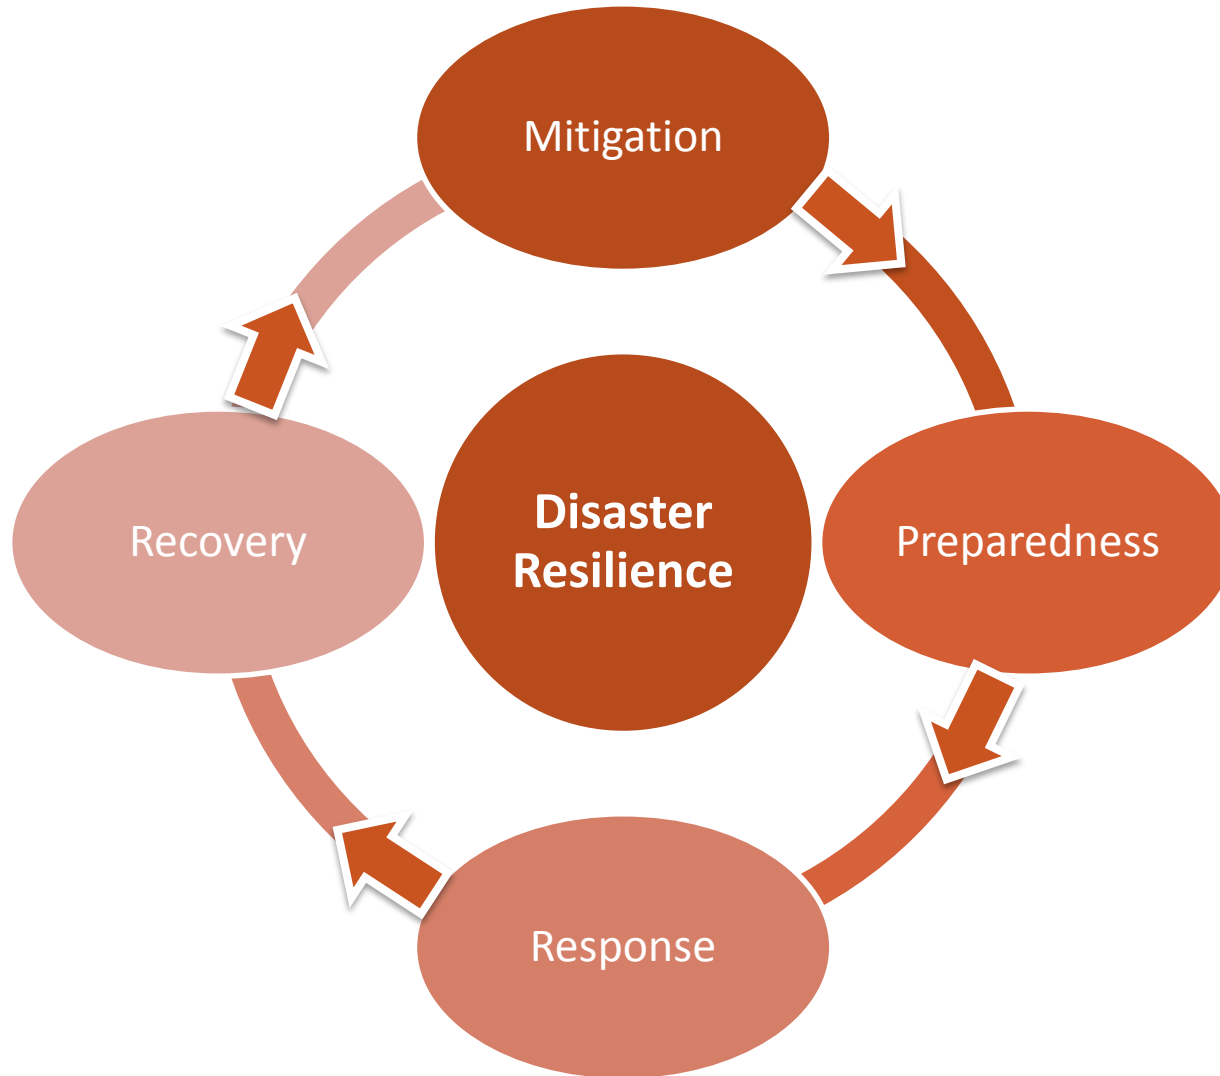 Mitigation
Preparedness
Response
Recovery
Disaster
Resilience